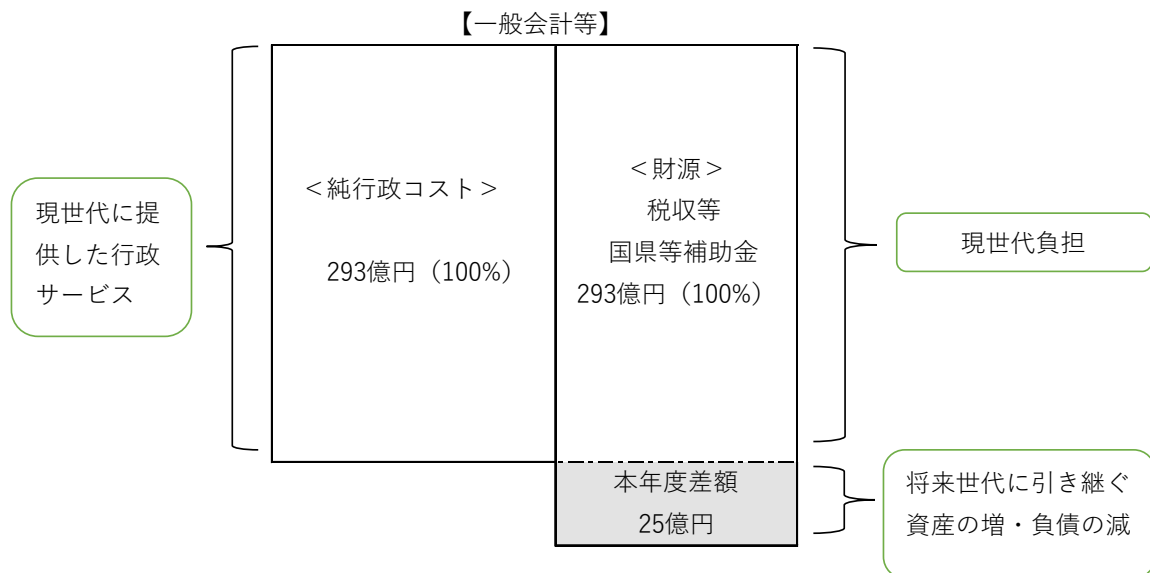 【一般会計等】
現世代に提
供した行政
サービス
＜純行政コスト＞
293億円（100%）
＜財源＞
税収等
国県等補助金
293億円（100%）
現世代負担
本年度差額
25億円
将来世代に引き継ぐ
資産の増・負債の減